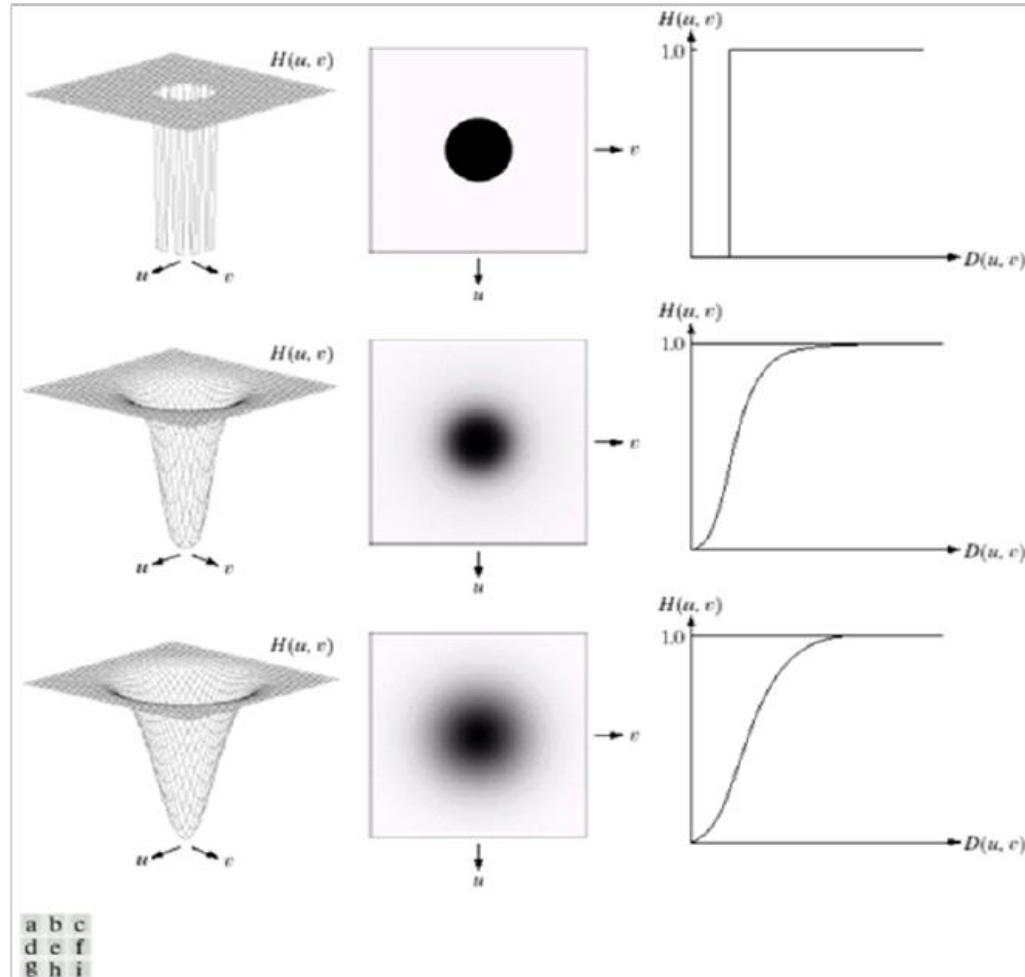 H(u, v)
H(u, v)
1.0
v
D(u, v)
u v
u
H(u, v)
H(u, v)
1.0
v
D(u, v)
u v
u
H(u, v)
H(u, v)
1.0
v
D(u, v)
u v
u
a b c
d e f
g h i